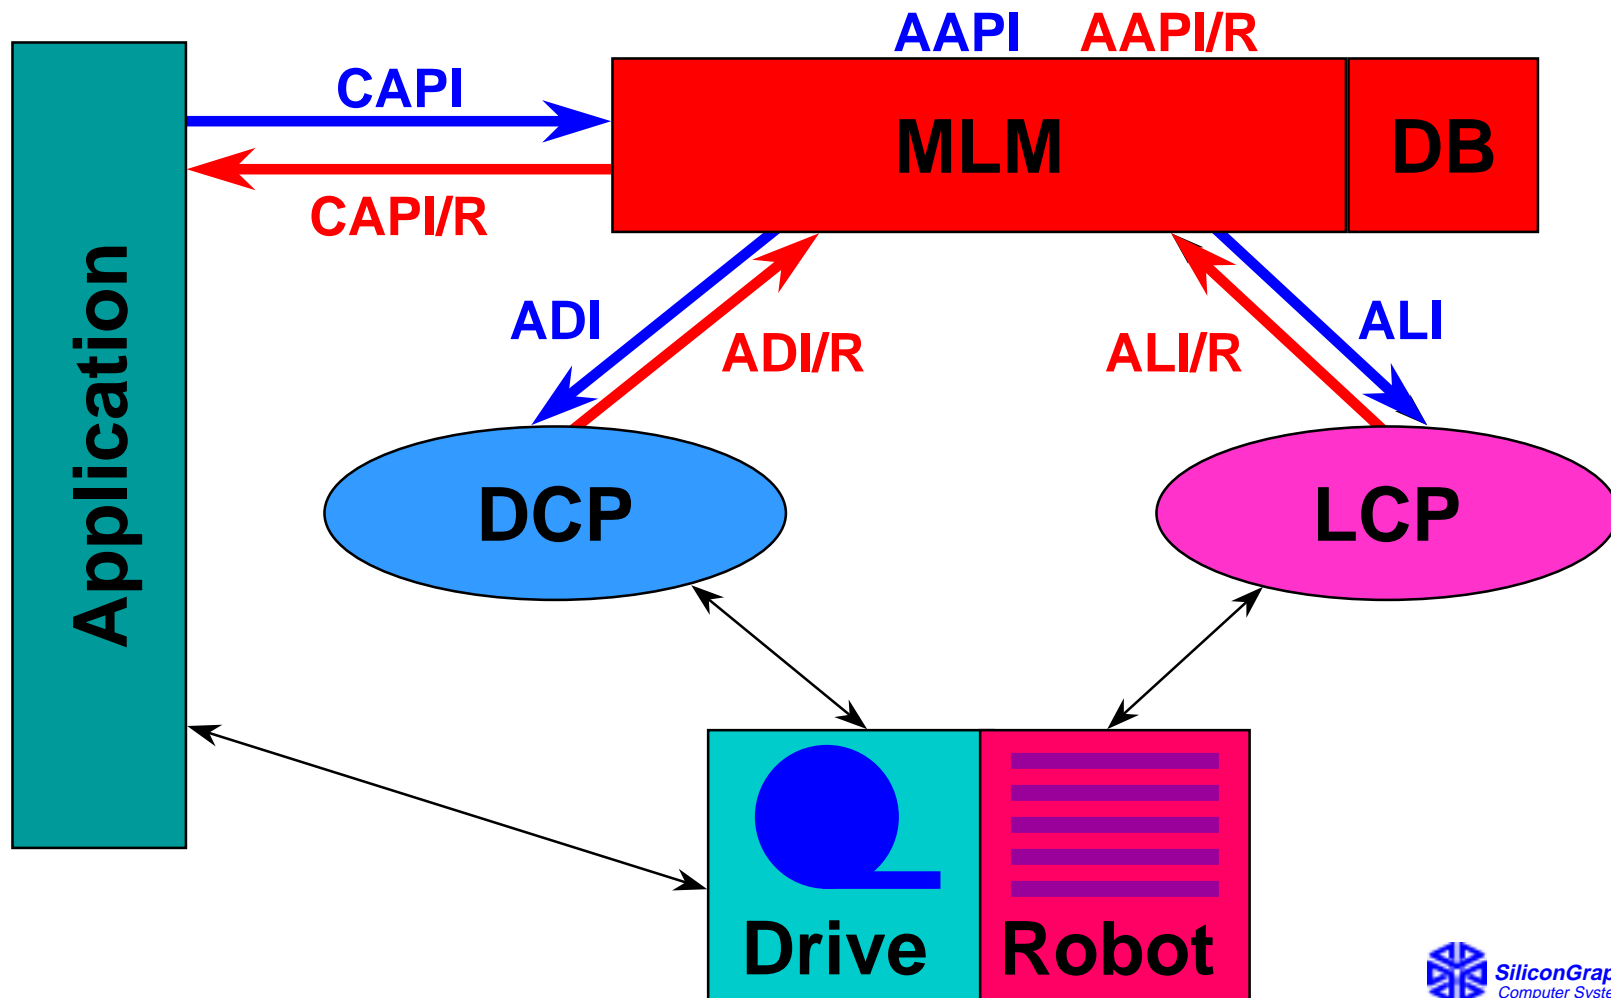 AAPI AAPI/R
CAPI
MLM DB
CAPI/R
Application
ADI
ADI/R
ALI/R
ALI
DCP
LCP
Drive
Robot